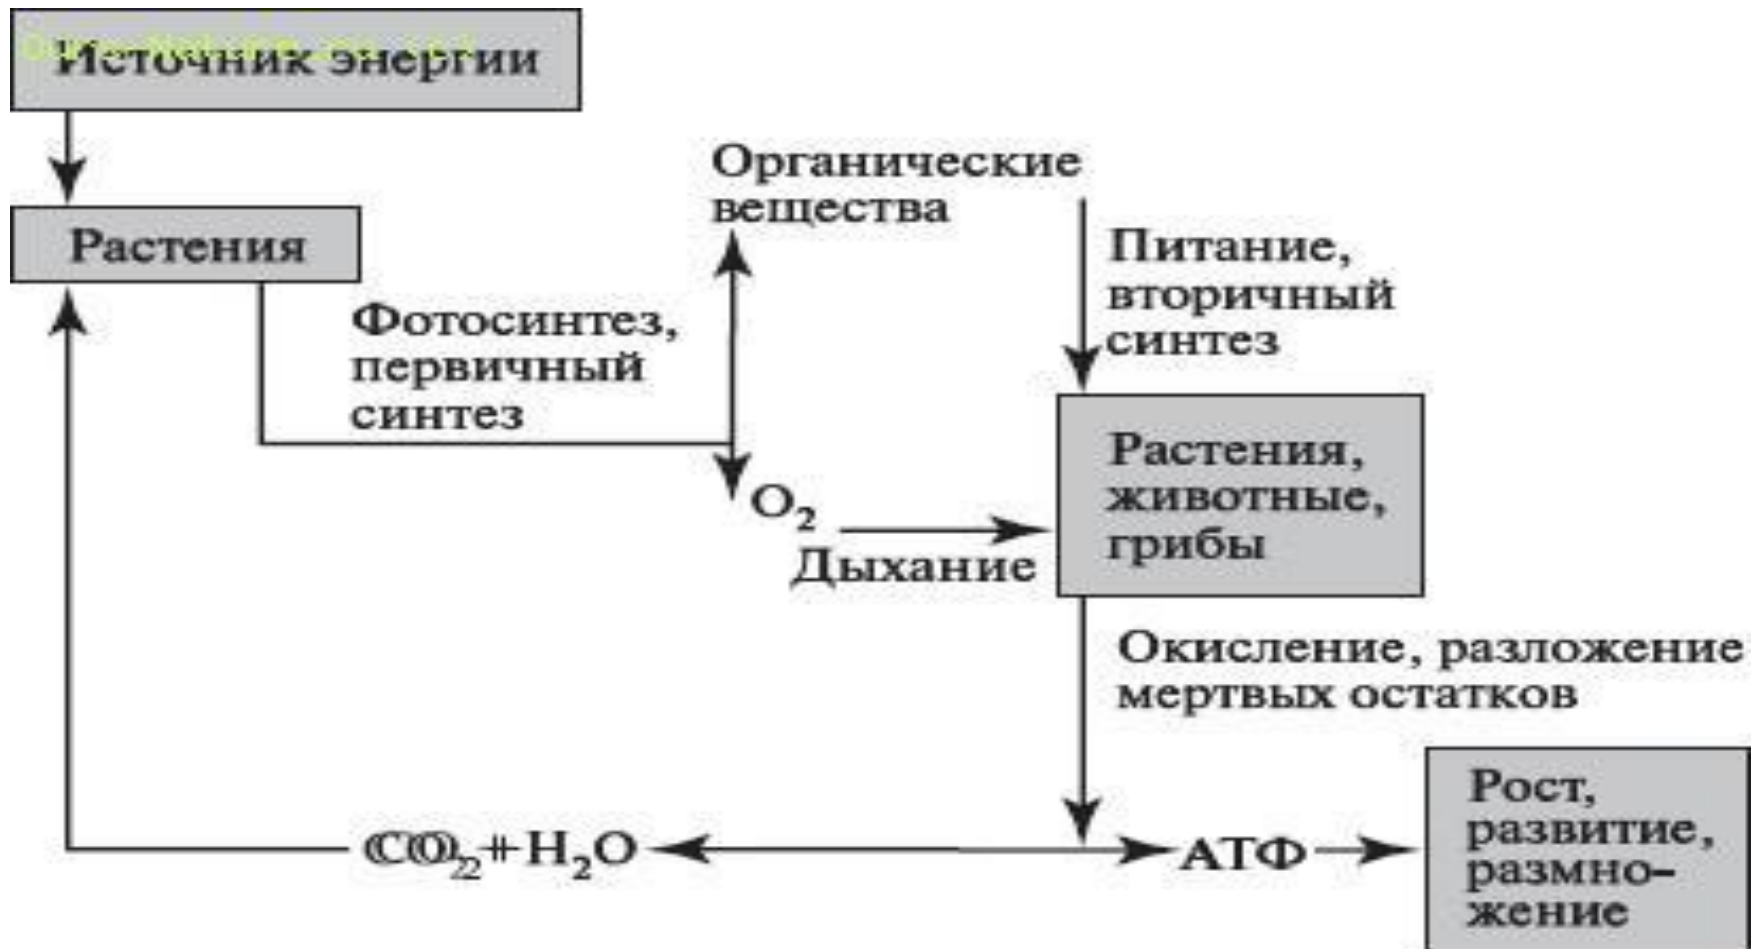 Источник энергии
Растения
Фотосинтез,
первичный
синтез
Органические
вещества
Питание,
вторичный
синтез
O₂
Дыхание
Растения,
животные,
грибы
Окисление, разложение
мертвых остатков
CO₂+H₂O
АТФ
Рост,
развитие,
размно-
жение